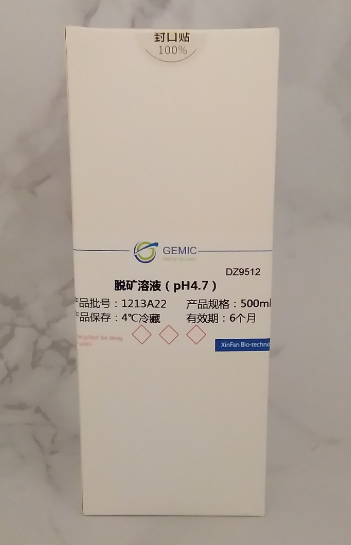 封口贴
100%
GEMIC
DZ9512
脱矿溶液（pH4.7）
产品批号：1213A22 产品规格：500ml
产品保存：4℃冷藏 有效期：6个月
XinFan Bio-techno